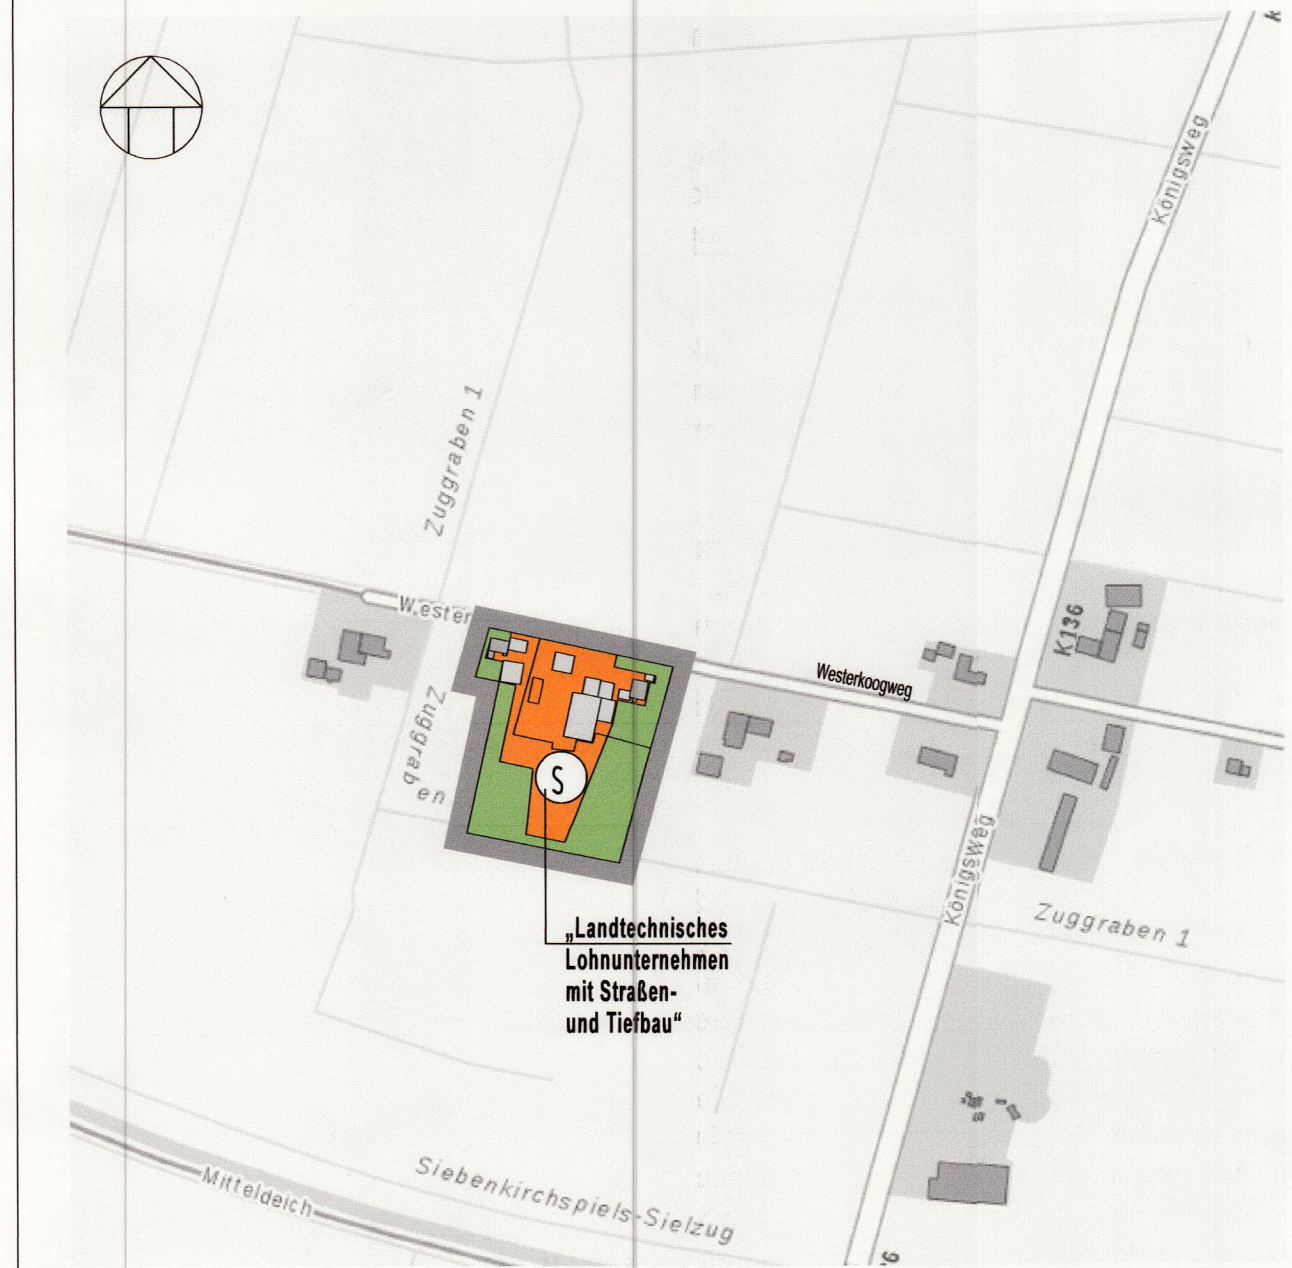 Königsweg
Zuggraben 1
Wester
Westerkoogweg
K136
Zuggraben
S
Königsweg
Zuggraben 1
„Landtechnisches
Lohnunternehmen
mit Straßen-
und Tiefbau“
Siebenkirchspiels-Sielzug
Mitteldeich